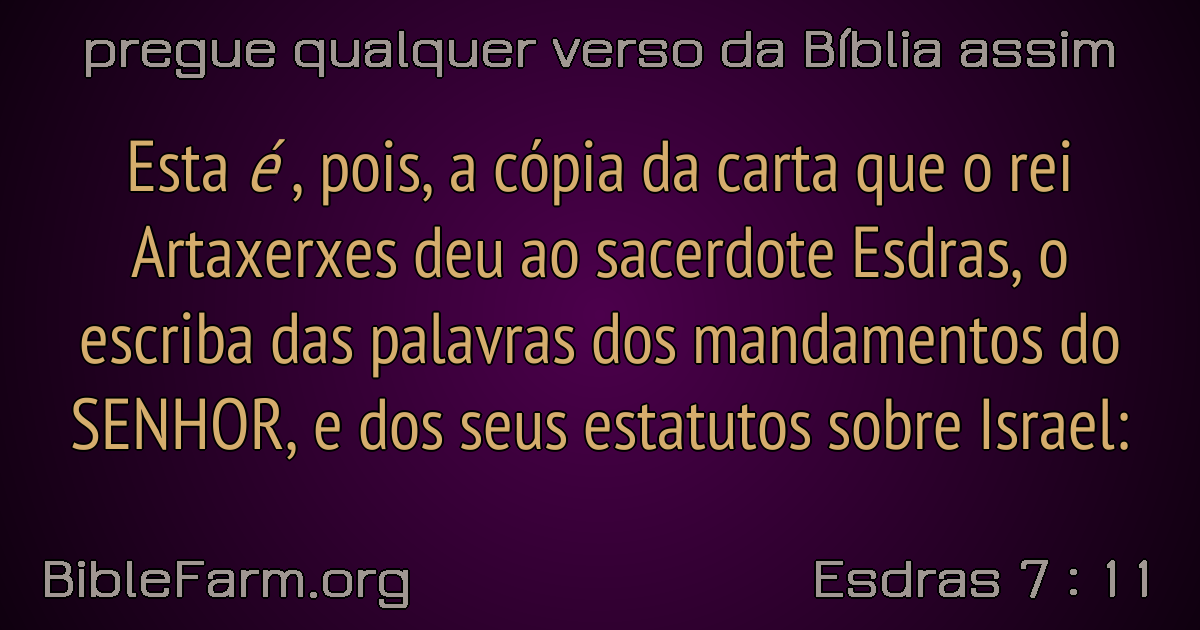 pregue qualquer verso da Bíblia assim
Esta é , pois, a cópia da carta que o rei
Artaxerxes deu ao sacerdote Esdras, o
escriba das palavras dos mandamentos do
SENHOR, e dos seus estatutos sobre Israel:
BibleFarm.org
Esdras 7 : 11